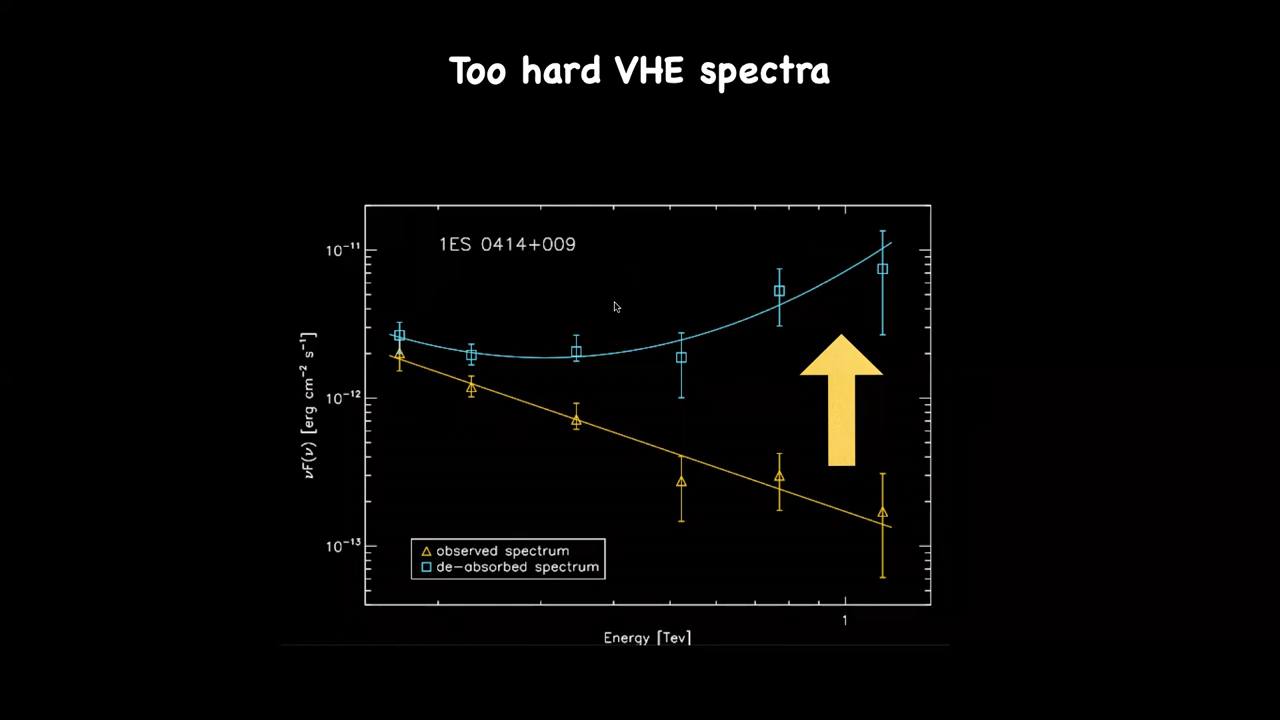 Too hard VHE spectra
1ES 0414+009
10⁻¹¹
10⁻¹²
10⁻¹³
νF(ν) [erg cm⁻² s⁻¹]
observed spectrum
de-absorbed spectrum
1
Energy [Tev]